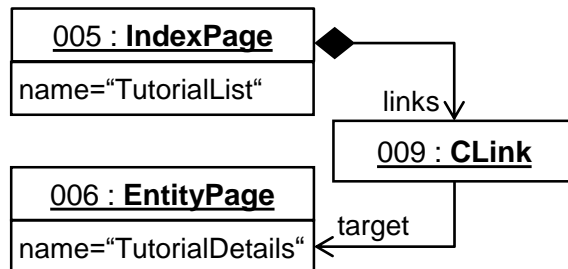 005 : IndexPage
name=“TutorialList“
links
009 : CLink
006 : EntityPage
target
name=“TutorialDetails“